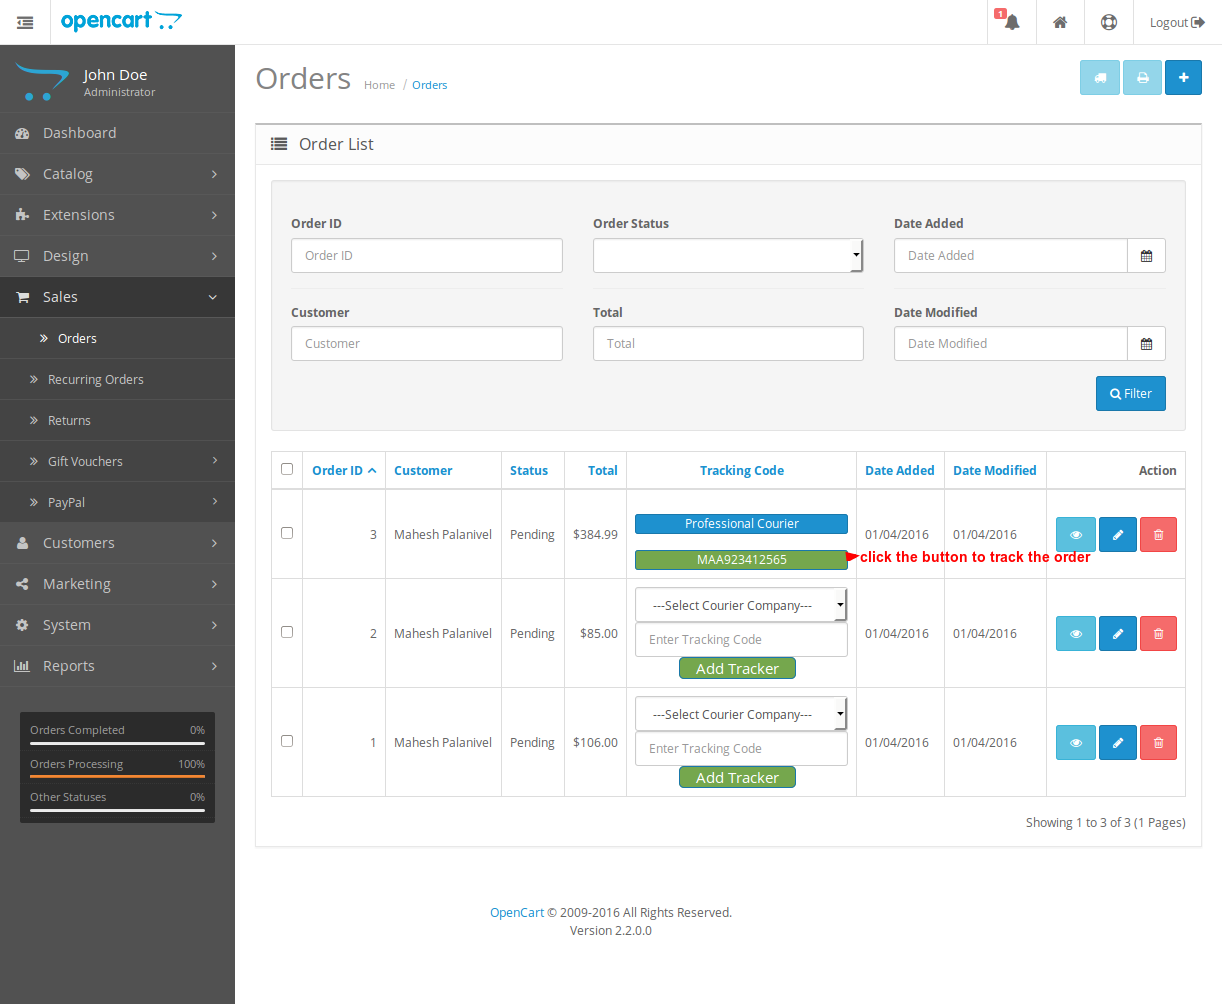 opencart
1
Logout
John Doe
Administrator
Dashboard
Catalog
Extensions
Design
Sales
Orders
Recurring Orders
Returns
Gift Vouchers
PayPal
Customers
Marketing
System
Reports
Orders Completed 0%
Orders Processing 100%
Other Statuses 0%
Orders Home / Orders
Order List
Order ID Order Status Date Added
Order ID Date Added
Customer Total Date Modified
Customer Total Date Modified
Filter
Order ID Customer Status Total Tracking Code Date Added Date Modified Action
Professional Courier
3 Mahesh Palanivel Pending $384.99 01/04/2016 01/04/2016
MAA923412565 click the button to track the order
---Select Courier Company---
2 Mahesh Palanivel Pending $85.00 Enter Tracking Code 01/04/2016 01/04/2016
Add Tracker
---Select Courier Company---
1 Mahesh Palanivel Pending $106.00 Enter Tracking Code 01/04/2016 01/04/2016
Add Tracker
Showing 1 to 3 of 3 (1 Pages)
OpenCart © 2009-2016 All Rights Reserved.
Version 2.2.0.0